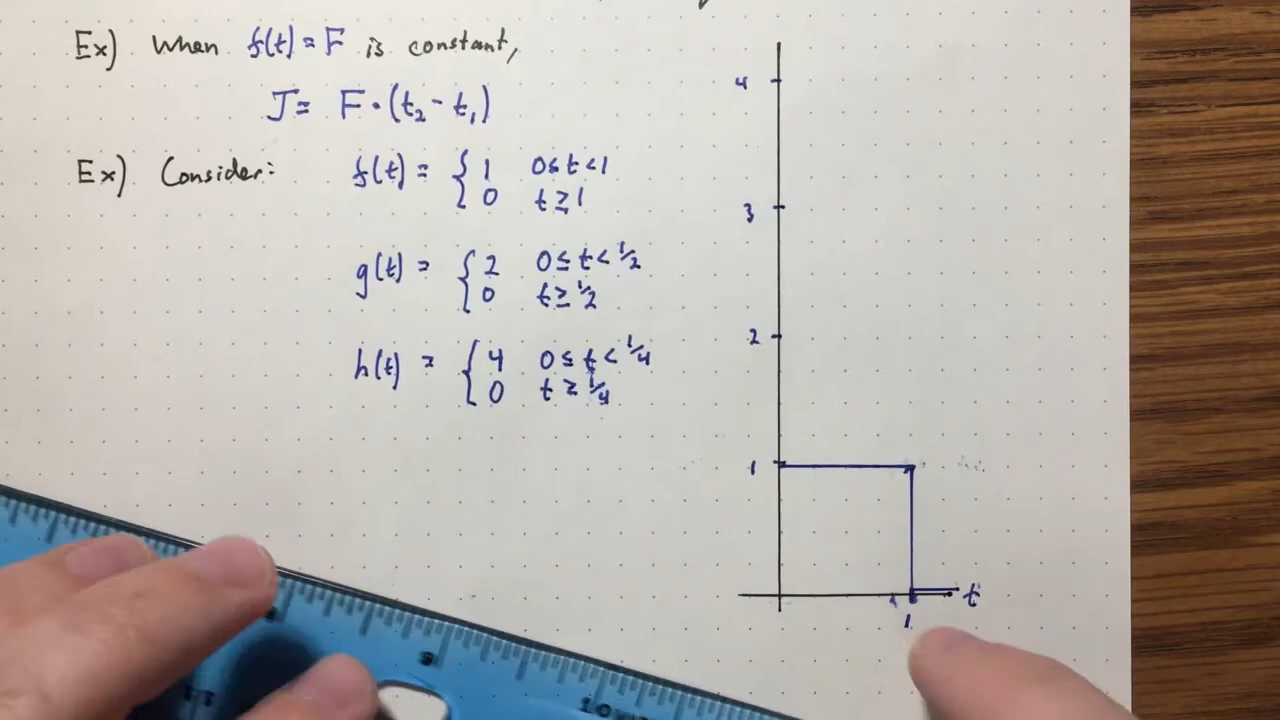 Ex) When f(t) = F is constant,
J = F · (t₂ - t₁)
Ex) Consider: f(t) = { 1 0 ≤ t < 1
0 t ≥ 1
g(t) = { 2 0 ≤ t < 1/2
0 t ≥ 1/2
h(t) = { 4 0 ≤ t < 1/4
0 t ≥ 1/4
4
3
2
1
t
1